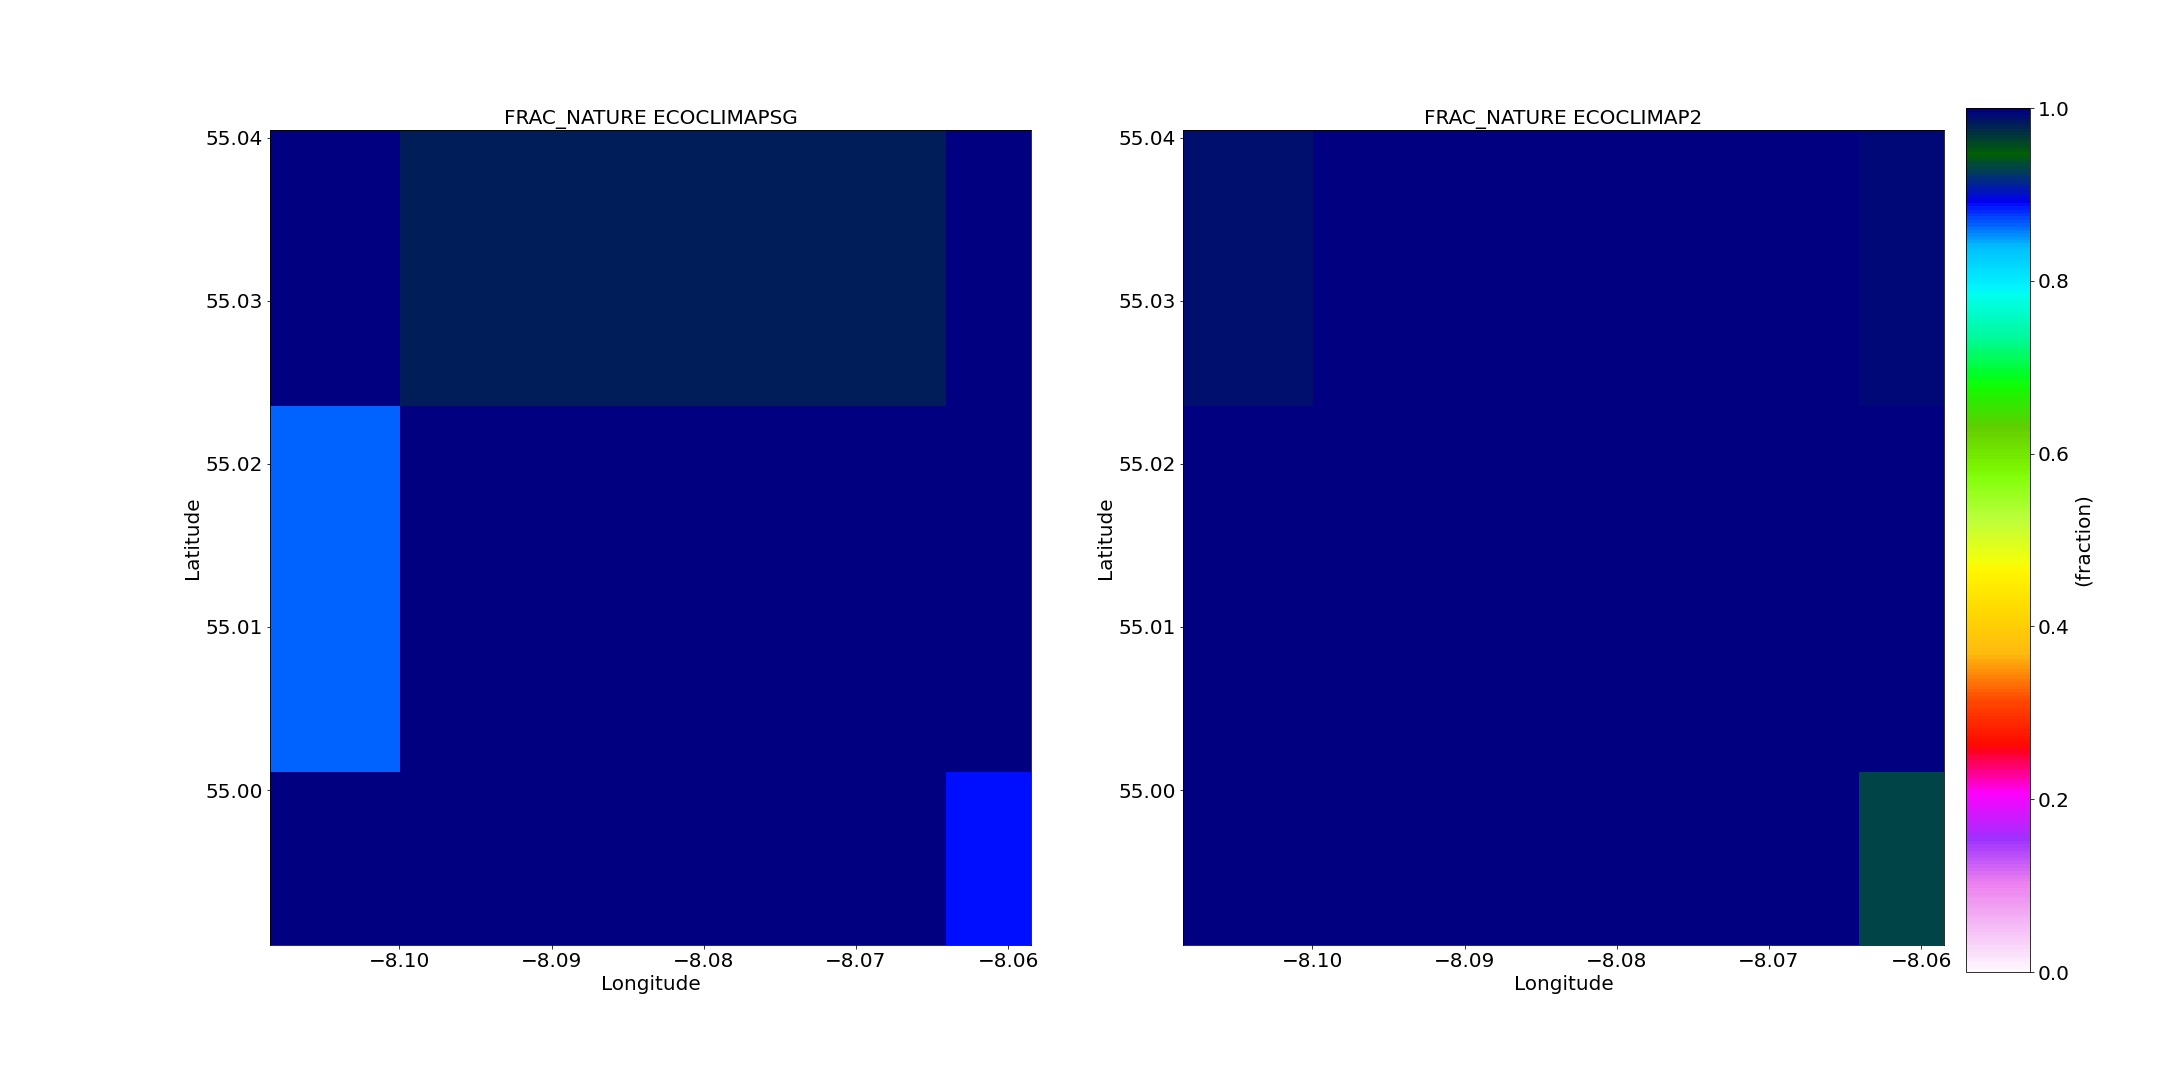 FRAC_NATURE ECOCLIMAPSG
55.04
55.03
55.02
55.01
55.00
Latitude
−8.10 −8.09 −8.08 −8.07 −8.06
Longitude
FRAC_NATURE ECOCLIMAP2
55.04
55.03
55.02
55.01
55.00
Latitude
−8.10 −8.09 −8.08 −8.07 −8.06
Longitude
1.0
0.8
0.6
0.4
0.2
0.0
(fraction)